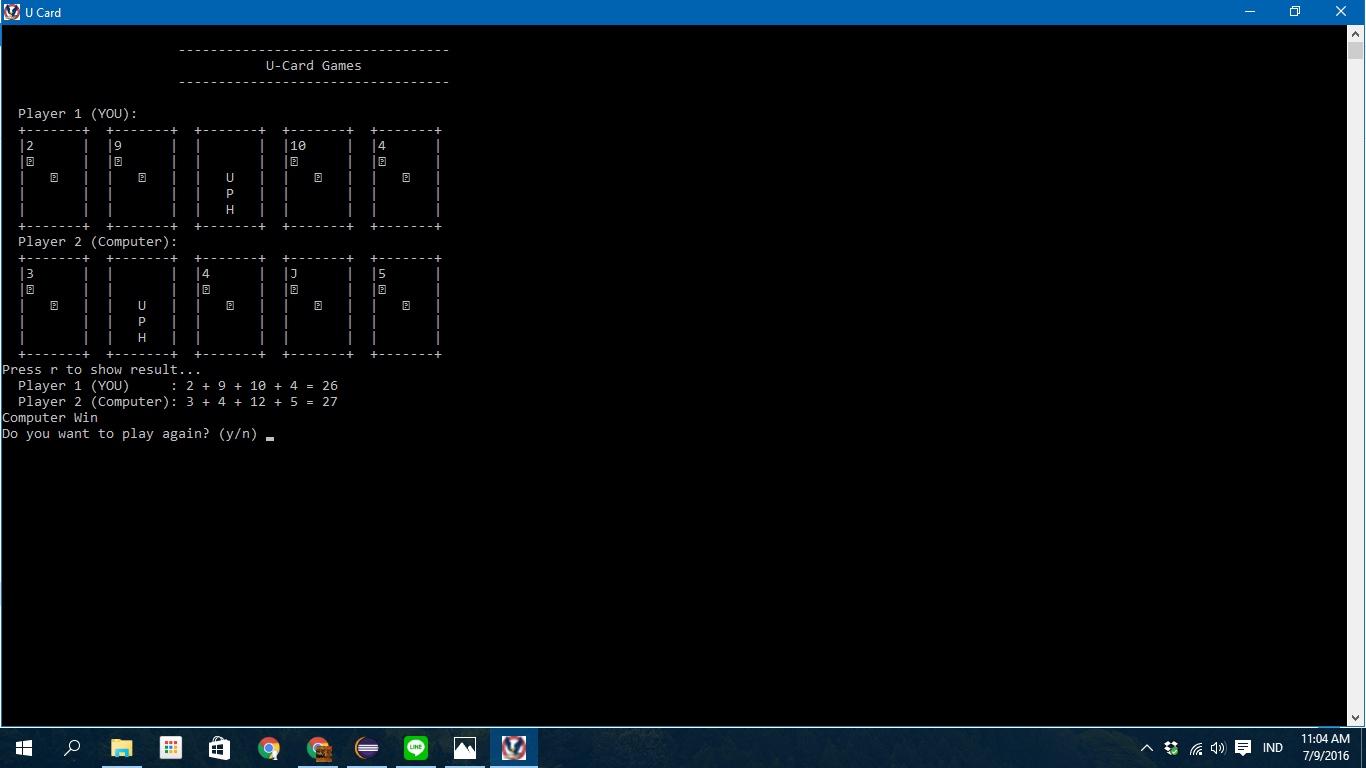 U Card
----------------------------------
U-Card Games
----------------------------------
Player 1 (YOU):
+-------+ +-------+ +-------+ +-------+ +-------+
|2 | |9 | | | |10 | |4 |
| | | | | | | | | |
| | | | | U | | | | |
| | | | | P | | | | |
| | | | | H | | | | |
+-------+ +-------+ +-------+ +-------+ +-------+
Player 2 (Computer):
+-------+ +-------+ +-------+ +-------+ +-------+
|3 | | | |4 | |J | |5 |
| | | | | | | | | |
| | | U | | | | | | |
| | | P | | | | | | |
| | | H | | | | | | |
+-------+ +-------+ +-------+ +-------+ +-------+
Press r to show result...
Player 1 (YOU) : 2 + 9 + 10 + 4 = 26
Player 2 (Computer): 3 + 4 + 12 + 5 = 27
Computer Win
Do you want to play again? (y/n)
LINE
IND
11:04 AM
7/9/2016